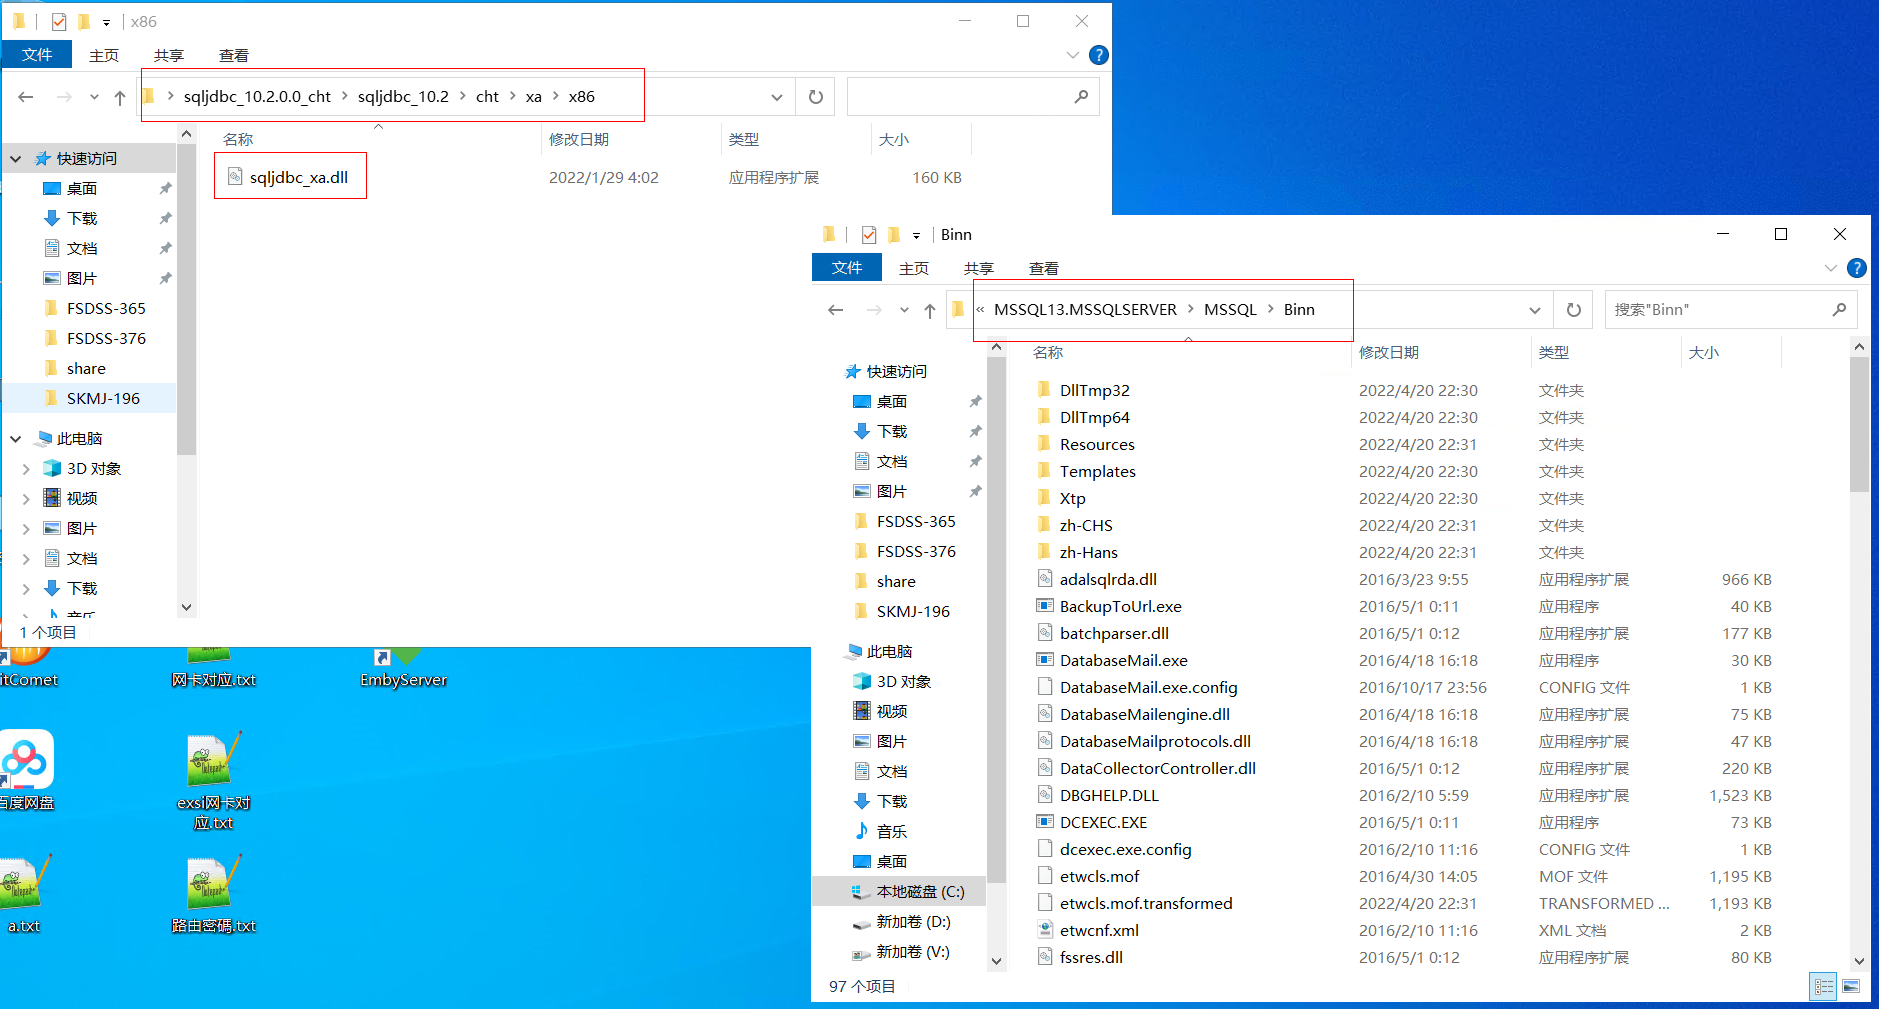 x86
文件 主页 共享 查看
sqljdbc_10.2.0.0_cht sqljdbc_10.2 cht xa x86
名称 修改日期 类型 大小
sqljdbc_xa.dll 2022/1/29 4:02 应用程序扩展 160 KB
快速访问
桌面
下载
文档
图片
FSDSS-365
FSDSS-376
share
SKMJ-196
此电脑
3D 对象
视频
图片
文档
下载
音乐
1 个项目
itComet
网卡对应.txt
EmbyServer
百度网盘
exsi网卡对
应.txt
a.txt
路由密碼.txt
Binn
文件 主页 共享 查看
« MSSQL13.MSSQLSERVER MSSQL Binn
搜索"Binn"
快速访问
桌面
下载
文档
图片
FSDSS-365
FSDSS-376
share
SKMJ-196
此电脑
3D 对象
视频
图片
文档
下载
音乐
桌面
本地磁盘 (C:)
新加卷 (D:)
新加卷 (V:)
名称 修改日期 类型 大小
DllTmp32 2022/4/20 22:30 文件夹
DllTmp64 2022/4/20 22:30 文件夹
Resources 2022/4/20 22:31 文件夹
Templates 2022/4/20 22:30 文件夹
Xtp 2022/4/20 22:30 文件夹
zh-CHS 2022/4/20 22:31 文件夹
zh-Hans 2022/4/20 22:31 文件夹
adalsqlrda.dll 2016/3/23 9:55 应用程序扩展 966 KB
BackupToUrl.exe 2016/5/1 0:11 应用程序 40 KB
batchparser.dll 2016/5/1 0:12 应用程序扩展 177 KB
DatabaseMail.exe 2016/4/18 16:18 应用程序 30 KB
DatabaseMail.exe.config 2016/10/17 23:56 CONFIG 文件 1 KB
DatabaseMailengine.dll 2016/4/18 16:18 应用程序扩展 75 KB
DatabaseMailprotocols.dll 2016/4/18 16:18 应用程序扩展 47 KB
DataCollectorController.dll 2016/5/1 0:12 应用程序扩展 220 KB
DBGHELP.DLL 2016/2/10 5:59 应用程序扩展 1,523 KB
DCEXEC.EXE 2016/5/1 0:11 应用程序 73 KB
dcexec.exe.config 2016/2/10 11:16 CONFIG 文件 1 KB
etwcls.mof 2016/4/30 14:05 MOF 文件 1,195 KB
etwcls.mof.transformed 2022/4/20 22:31 TRANSFORMED ... 1,193 KB
etwcnf.xml 2016/2/10 11:16 XML 文档 2 KB
fssres.dll 2016/5/1 0:12 应用程序扩展 80 KB
97 个项目